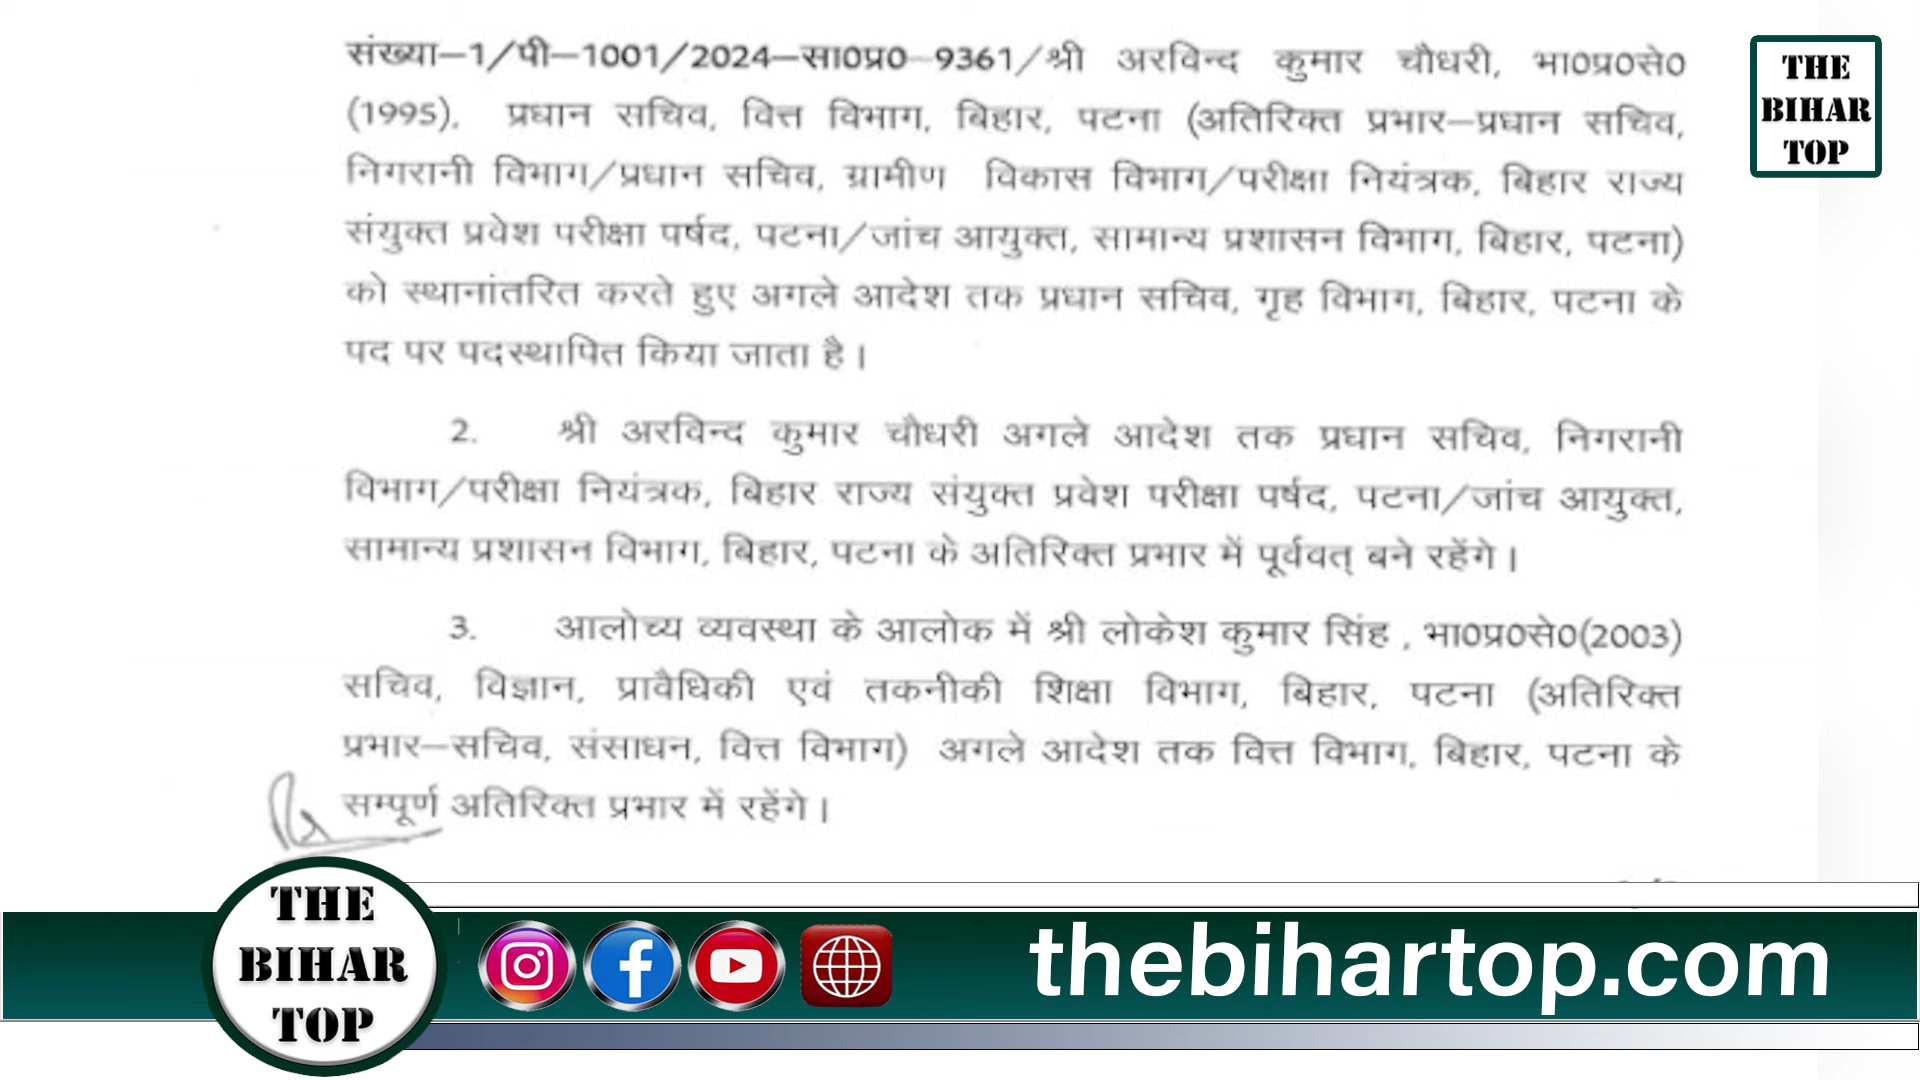 संख्या–1/पी–1001/2024–सा0प्र0–9361/श्री अरविन्द कुमार चौधरी, भा0प्र0से0
THE
BIHAR
TOP
(1995), प्रधान सचिव, वित्त विभाग, बिहार, पटना (अतिरिक्त प्रभार–प्रधान सचिव,
निगरानी विभाग/प्रधान सचिव, ग्रामीण विकास विभाग/परीक्षा नियंत्रक, बिहार राज्य
संयुक्त प्रवेश परीक्षा पर्षद, पटना/जांच आयुक्त, सामान्य प्रशासन विभाग, बिहार, पटना)
को स्थानांतरित करते हुए अगले आदेश तक प्रधान सचिव, गृह विभाग, बिहार, पटना के
पद पर पदस्थापित किया जाता है।
2. श्री अरविन्द कुमार चौधरी अगले आदेश तक प्रधान सचिव, निगरानी
विभाग/परीक्षा नियंत्रक, बिहार राज्य संयुक्त प्रवेश परीक्षा पर्षद, पटना/जांच आयुक्त,
सामान्य प्रशासन विभाग, बिहार, पटना के अतिरिक्त प्रभार में पूर्ववत् बने रहेंगे।
3. आलोच्य व्यवस्था के आलोक में श्री लोकेश कुमार सिंह , भा0प्र0से0(2003)
सचिव, विज्ञान, प्रावैधिकी एवं तकनीकी शिक्षा विभाग, बिहार, पटना (अतिरिक्त
प्रभार–सचिव, संसाधन, वित्त विभाग) अगले आदेश तक वित्त विभाग, बिहार, पटना के
सम्पूर्ण अतिरिक्त प्रभार में रहेंगे।
THE
BIHAR
TOP
thebihartop.com